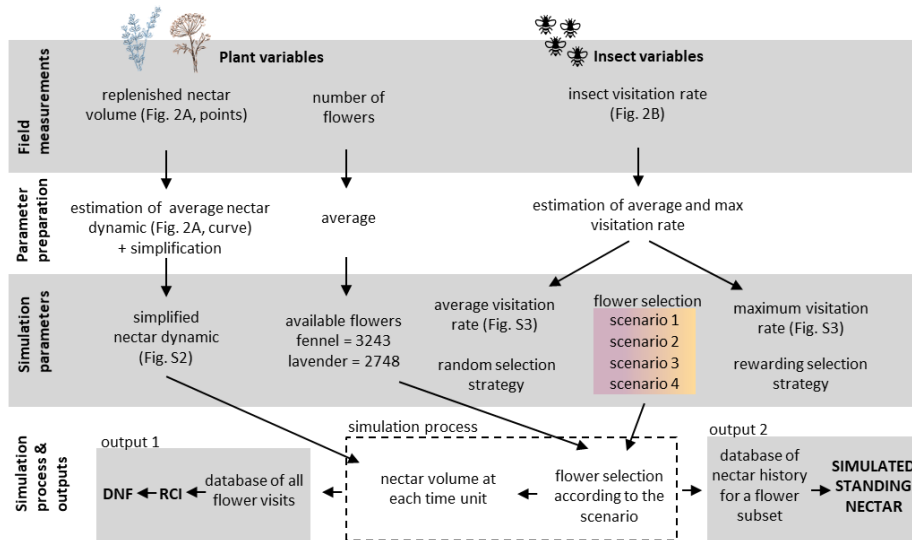 Plant variables
Insect variables
Field
measurements
replenished nectar
volume (Fig. 2A, points)
number of
flowers
insect visitation rate
(Fig. 2B)
Parameter
preparation
estimation of average nectar
dynamic (Fig. 2A, curve)
+ simplification
average
estimation of average and max
visitation rate
Simulation
parameters
simplified
nectar dynamic
(Fig. S2)
available flowers
fennel = 3243
lavender = 2748
average visitation
rate (Fig. S3)
random selection
strategy
flower selection
scenario 1
scenario 2
scenario 3
scenario 4
maximum visitation
rate (Fig. S3)
rewarding selection
strategy
Simulation
process &
outputs
output 1
DNF
RCI
database of all
flower visits
simulation process
nectar volume at
each time unit
flower selection
according to the
scenario
output 2
database of
nectar history
for a flower
subset
SIMULATED
STANDING
NECTAR